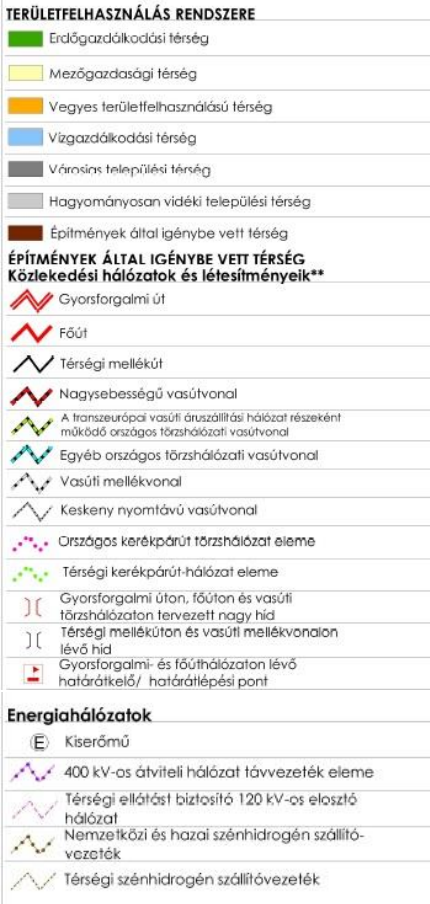 TERÜLETFELHASZNÁLÁS RENDSZERE
Erdőgazdálkodási térség
Mezőgazdasági térség
Vegyes területfelhasználású térség
Vízgazdálkodási térség
Városias települési térség
Hagyományosan vidéki települési térség
Építmények által igénybe vett térség
ÉPÍTMÉNYEK ÁLTAL IGÉNYBE VETT TÉRSÉG
Közlekedési hálózatok és létesítményeik**
Gyorsforgalmi út
Főút
Térségi mellékút
Nagysebességű vasútvonal
A transzeurópai vasúti áruszállítási hálózat részeként
működő országos törzshálózati vasútvonal
Egyéb országos törzshálózati vasútvonal
Vasúti mellékvonal
Keskeny nyomtávú vasútvonal
Országos kerékpárút törzshálózat eleme
Térségi kerékpárút-hálózat eleme
Gyorsforgalmi úton, főúton és vasúti
törzshálózaton tervezett nagy híd
Térségi mellékúton és vasúti mellékvonalon
lévő híd
Gyorsforgalmi- és főúthálózaton lévő
határátkelő/ határátlépési pont
Energiahálózatok
E Kiserőmű
400 kV-os átviteli hálózat távvezeték eleme
Térségi ellátást biztosító 120 kV-os elosztó
hálózat
Nemzetközi és hazai szénhidrogén szállító-
vezeték
Térségi szénhidrogén szállítóvezeték